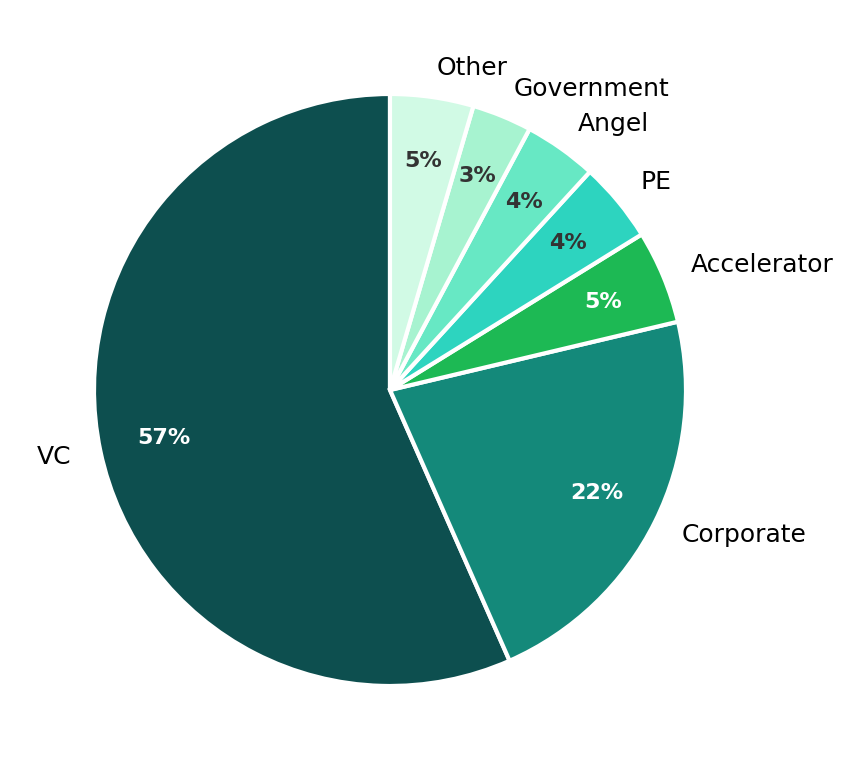 Other
Government
Angel
PE
Accelerator
Corporate
VC
5%
3%
4%
4%
5%
22%
57%